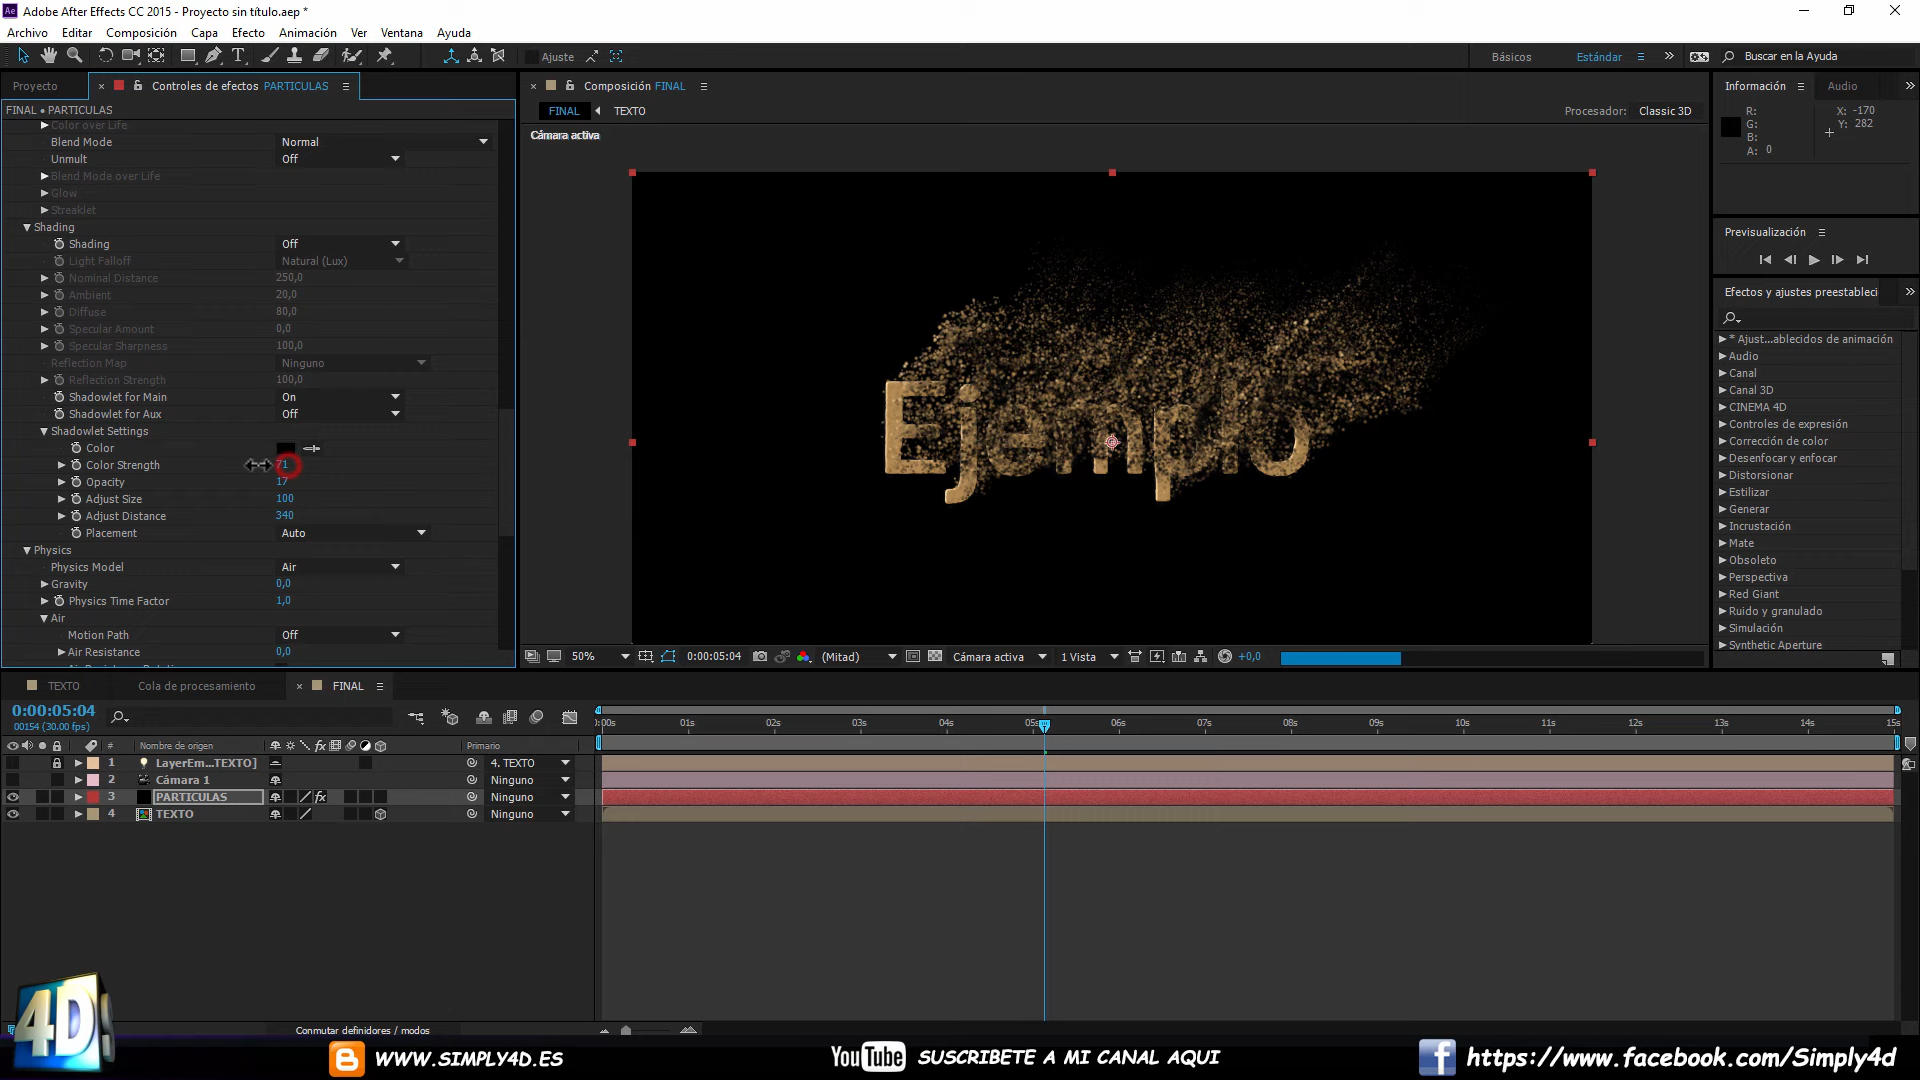 Adobe After Effects CC 2015 - Proyecto sin título.aep *
Archivo Editar Composición Capa Efecto Animación Ver Ventana Ayuda
Ajuste Básicos Estándar Buscar en la Ayuda
Proyecto Controles de efectos PARTICULAS
FINAL • PARTICULAS
Color over Life
Blend Mode Normal
Unmult Off
Blend Mode over Life
Glow
Streaklet
Shading
Shading Off
Light Falloff Natural (Lux)
Nominal Distance 250,0
Ambient 20,0
Diffuse 80,0
Specular Amount 0,0
Specular Sharpness 100,0
Reflection Map Ninguno
Reflection Strength 100,0
Shadowlet for Main On
Shadowlet for Aux Off
Shadowlet Settings
Color
Color Strength 71
Opacity 17
Adjust Size 100
Adjust Distance 340
Placement Auto
Physics
Physics Model Air
Gravity 0,0
Physics Time Factor 1,0
Air
Motion Path Off
Air Resistance 0,0
Composición FINAL
FINAL TEXTO
Procesador: Classic 3D
Cámara activa
Ejemplo
50% 0:00:05:04 (Mitad) Cámara activa 1 Vista +0,0
Información Audio
R: X: -170
G: Y: 282
B:
A: 0
Previsualización
Efectos y ajustes preestableci
* Ajust...ablecidos de animación
Audio
Canal
Canal 3D
CINEMA 4D
Controles de expresión
Corrección de color
Desenfocar y enfocar
Distorsionar
Estilizar
Generar
Incrustación
Mate
Obsoleto
Perspectiva
Red Giant
Ruido y granulado
Simulación
Synthetic Aperture
TEXTO Cola de procesamiento FINAL
0:00:05:04
00154 (30.00 fps)
:00s 01s 02s 03s 04s 05s 06s 07s 08s 09s 10s 11s 12s 13s 14s 15s
# Nombre de origen fx Primario
1 LayerEm...TEXTO] 4. TEXTO
2 Cámara 1 Ninguno
3 PARTICULAS fx Ninguno
4 TEXTO Ninguno
Conmutar definidores / modos
4D
WWW.SIMPLY4D.ES
YouTube SUSCRIBETE A MI CANAL AQUI
https://www.facebook.com/Simply4d